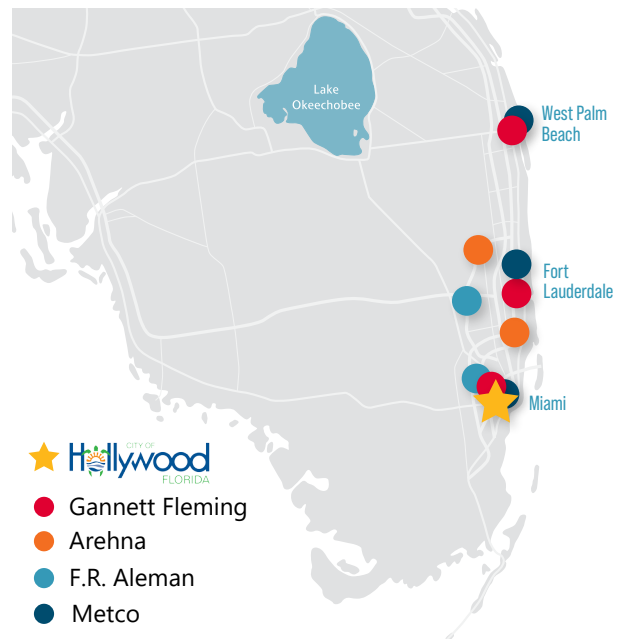 Lake
Okeechobee
West Palm
Beach
Fort
Lauderdale
Miami
CITY OF
Hollywood
FLORIDA
Gannett Fleming
Arehna
F.R. Aleman
Metco